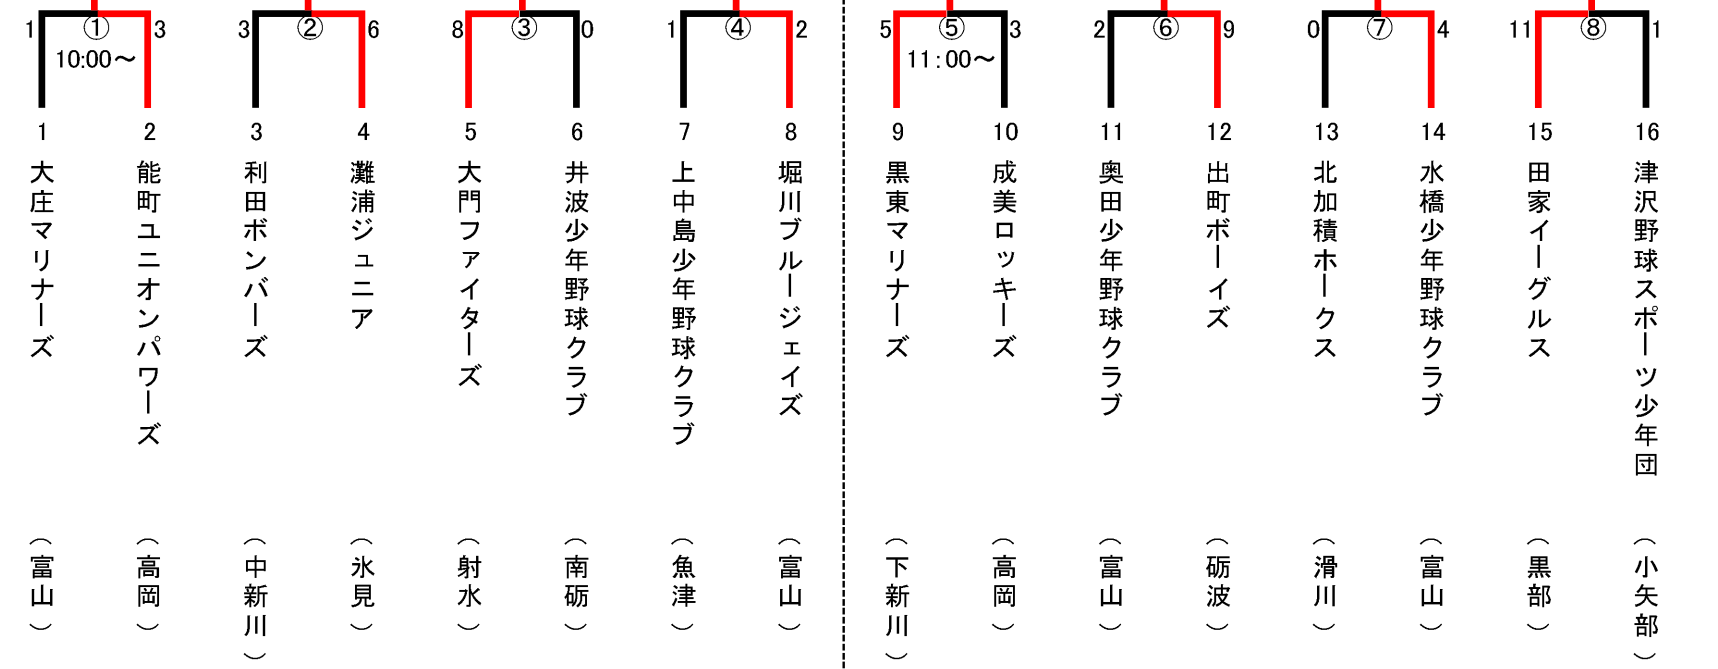 1 ① 3
10:00～
3 ② 6
8 ③ 0
1 ④ 2
5 ⑤ 3
11:00～
2 ⑥ 9
0 ⑦ 4
11 ⑧ 1
1
大庄マリナーズ
（富山）
2
能町ユニオンパワーズ
（高岡）
3
利田ボンバーズ
（中新川）
4
灘浦ジュニア
（氷見）
5
大門ファイターズ
（射水）
6
井波少年野球クラブ
（南砺）
7
上中島少年野球クラブ
（魚津）
8
堀川ブルージェイズ
（富山）
9
黒東マリナーズ
（下新川）
10
成美ロッキーズ
（高岡）
11
奥田少年野球クラブ
（富山）
12
出町ボーイズ
（砺波）
13
北加積ホークス
（滑川）
14
水橋少年野球クラブ
（富山）
15
田家イーグルス
（黒部）
16
津沢野球スポーツ少年団
（小矢部）